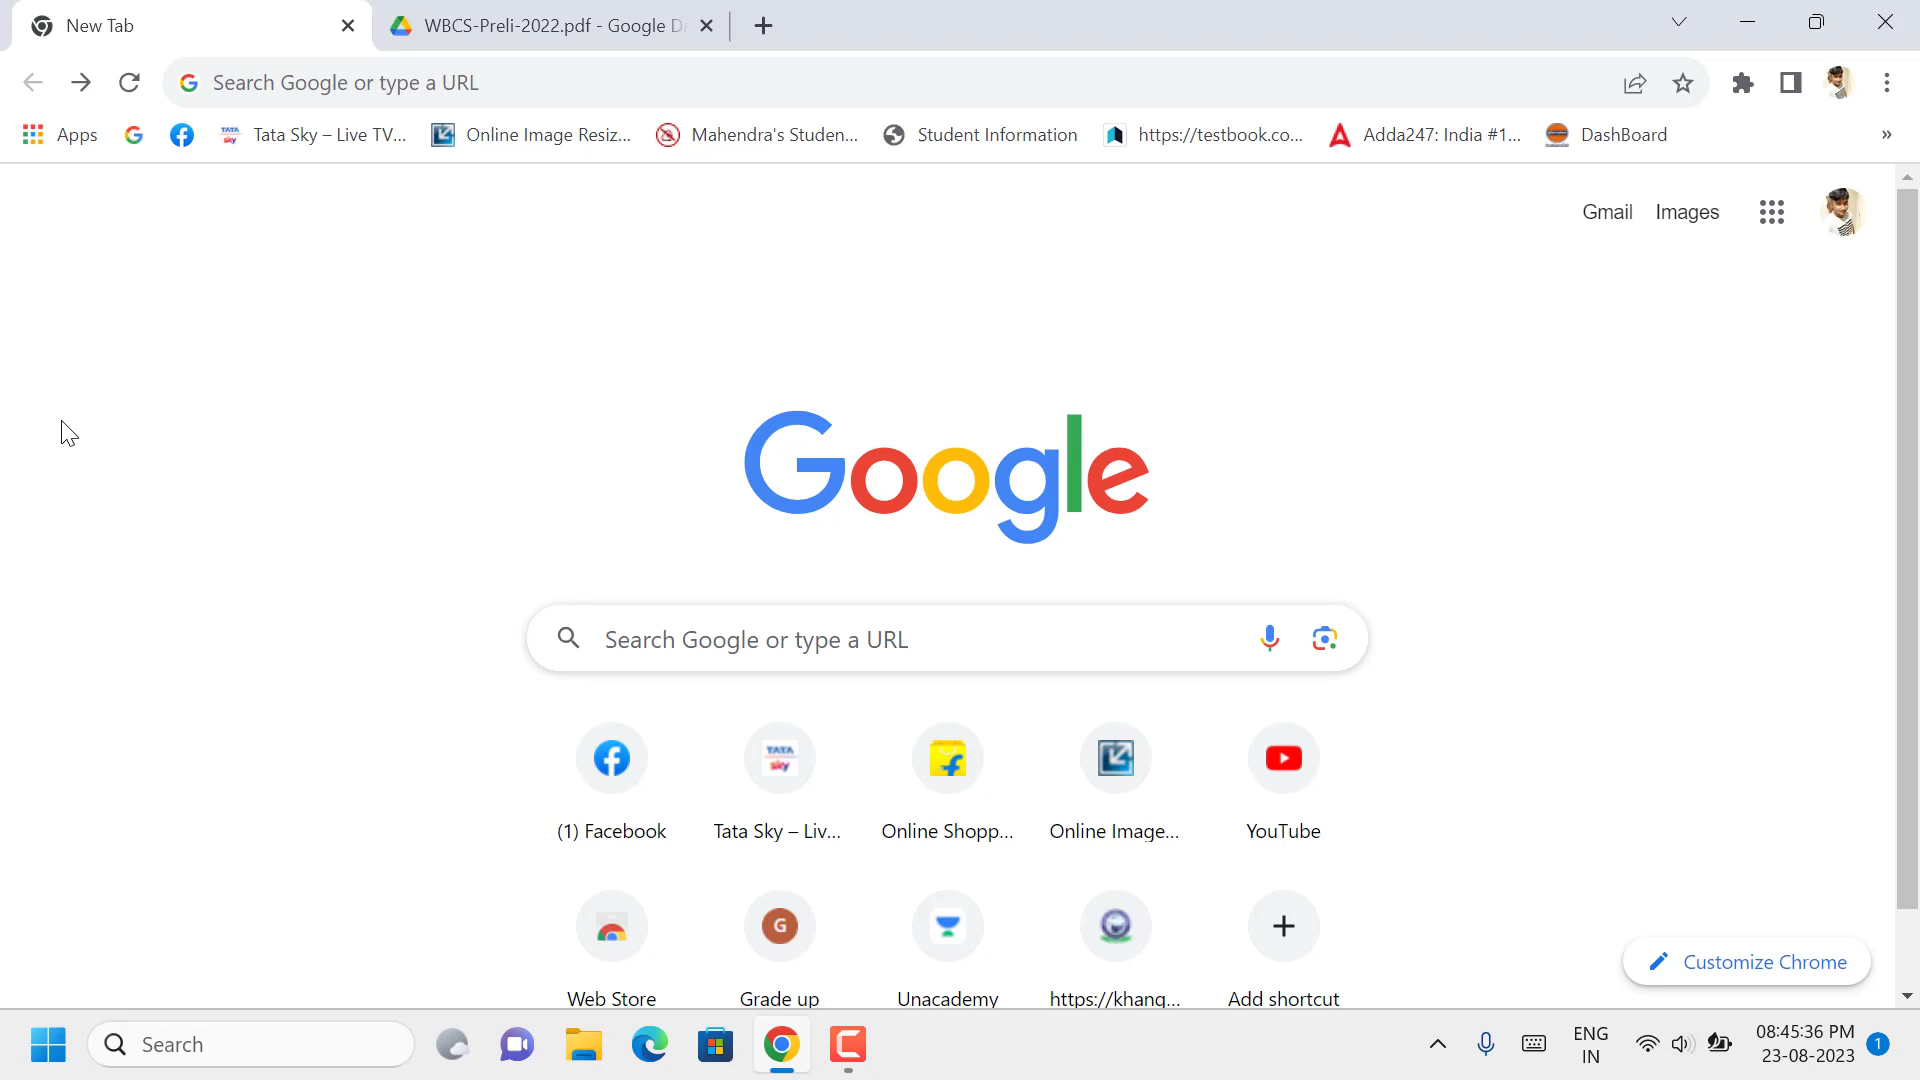 New Tab
WBCS-Preli-2022.pdf - Google D
Search Google or type a URL
Apps
Tata Sky – Live TV...
Online Image Resiz...
Mahendra's Studen...
Student Information
https://testbook.co...
Adda247: India #1...
DashBoard
»
Gmail
Images
Google
Search Google or type a URL
TATA
sky
(1) Facebook
Tata Sky – Liv...
Online Shopp...
Online Image...
YouTube
G
Web Store
Grade up
Unacademy
https://khang...
Add shortcut
Customize Chrome
Search
ENG
IN
08:45:36 PM
23-08-2023
1